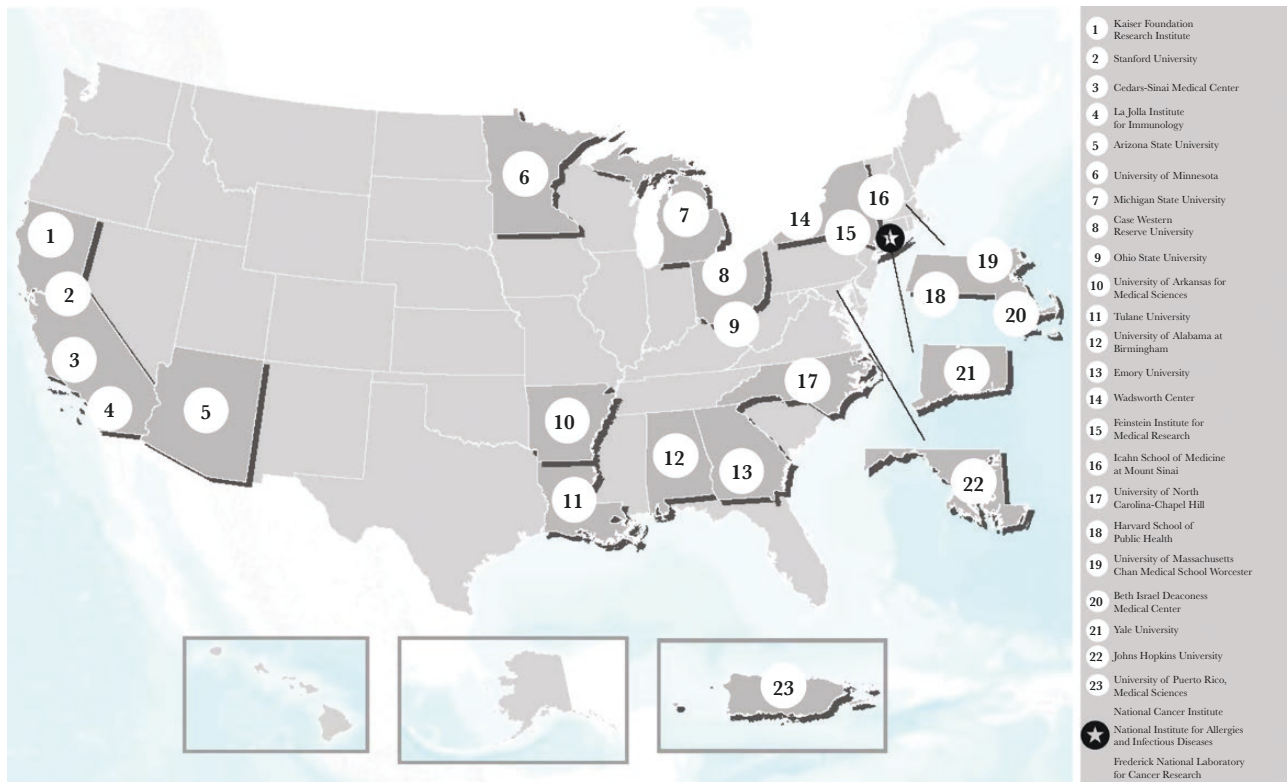 1
2
3
4
5
6
7
8
9
10
11
12
13
14
15
16
17
18
19
20
21
22
23
1 Kaiser Foundation
Research Institute
2 Stanford University
3 Cedars-Sinai Medical Center
4 La Jolla Institute
for Immunology
5 Arizona State University
6 University of Minnesota
7 Michigan State University
8 Case Western
Reserve University
9 Ohio State University
10 University of Arkansas for
Medical Sciences
11 Tulane University
12 University of Alabama at
Birmingham
13 Emory University
14 Wadsworth Center
15 Feinstein Institute for
Medical Research
16 Icahn School of Medicine
at Mount Sinai
17 University of North
Carolina-Chapel Hill
18 Harvard School of
Public Health
19 University of Massachusetts
Chan Medical School Worcester
20 Beth Israel Deaconess
Medical Center
21 Yale University
22 Johns Hopkins University
23 University of Puerto Rico,
Medical Sciences
National Cancer Institute
National Institute for Allergies
and Infectious Diseases
Frederick National Laboratory
for Cancer Research